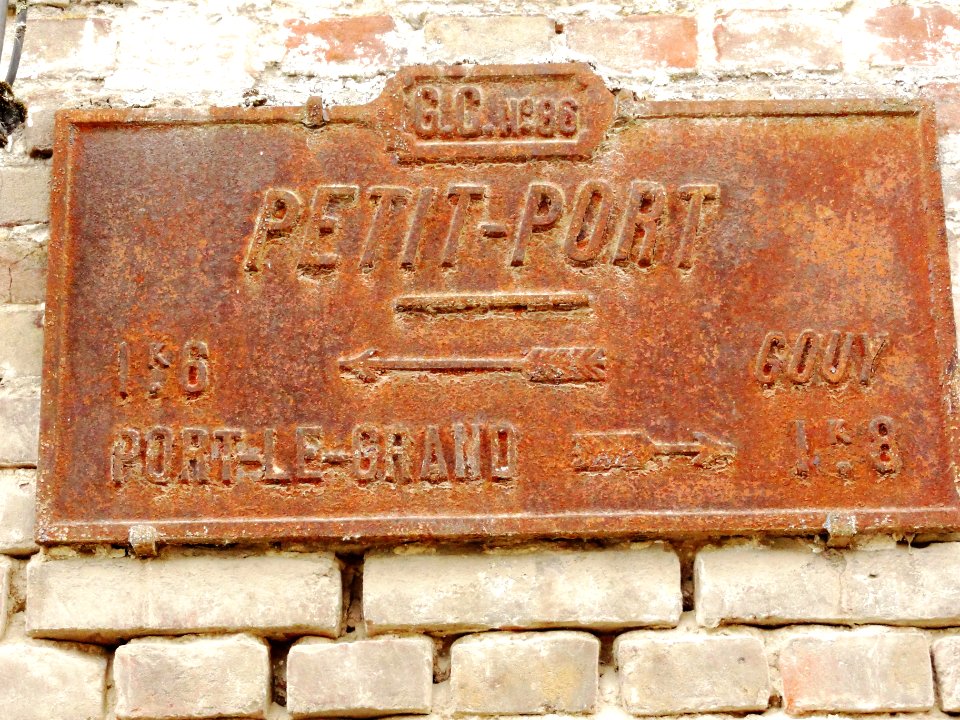 G.C. Nº 86
PETIT-PORT
1K6 GOUY
PORT-LE-GRAND 1K8